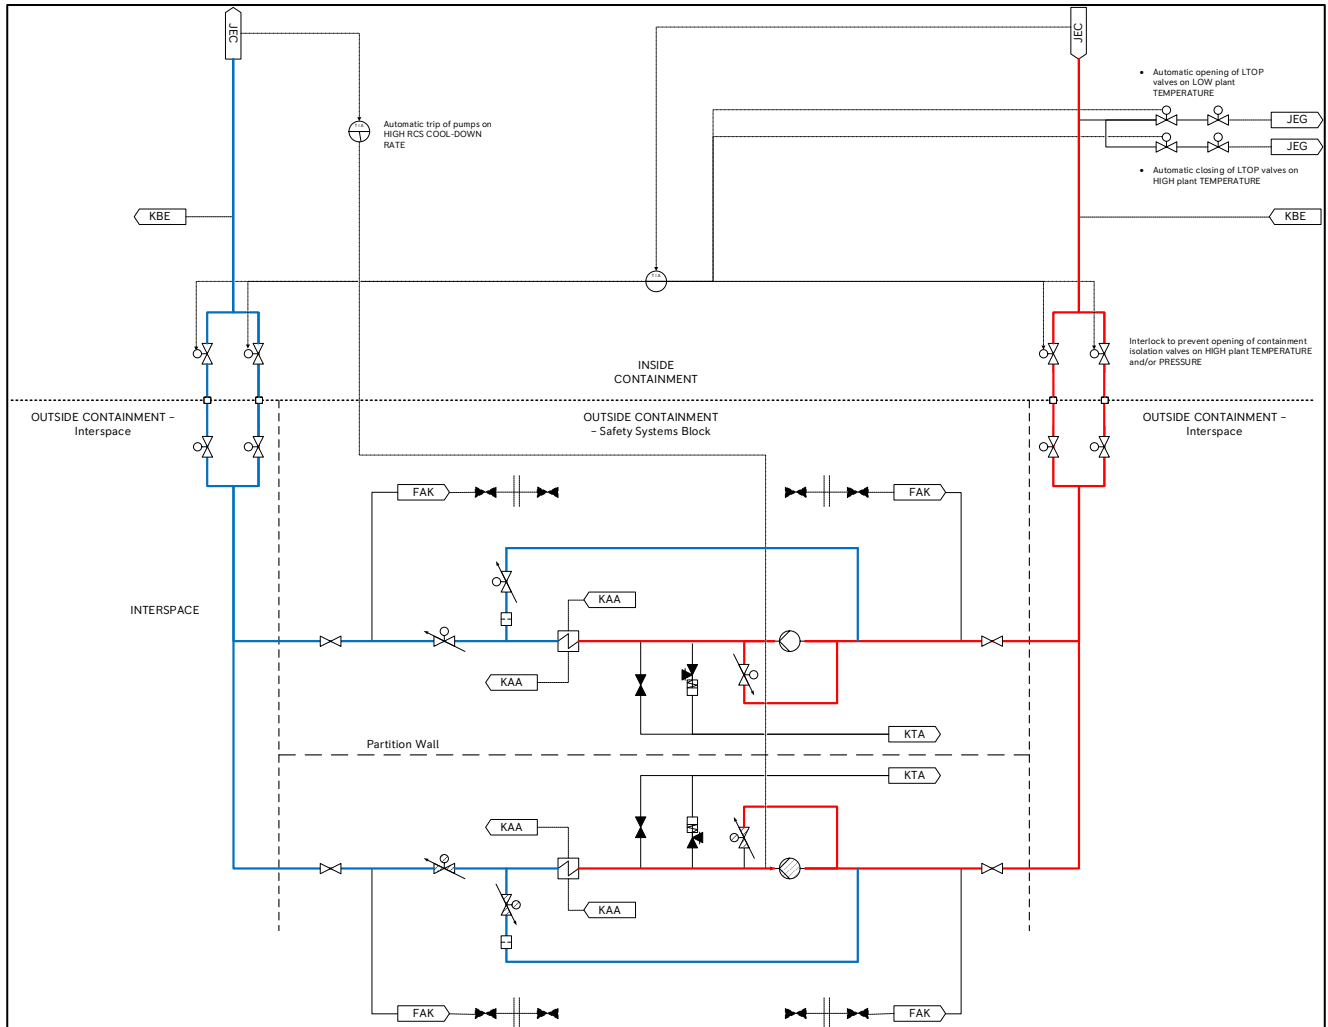 JEC
JEC
• Automatic opening of LTOP
valves on LOW plant
TEMPERATURE
JEG
T I A
Automatic trip of pumps on
HIGH RCS COOL-DOWN
RATE
JEG
• Automatic closing of LTOP valves on
HIGH plant TEMPERATURE
KBE
KBE
T I A
Interlock to prevent opening of containment
isolation valves on HIGH plant TEMPERATURE
and/or PRESSURE
INSIDE
CONTAINMENT
OUTSIDE CONTAINMENT –
Interspace
OUTSIDE CONTAINMENT
– Safety Systems Block
OUTSIDE CONTAINMENT –
Interspace
FAK
FAK
INTERSPACE
KAA
KAA
KTA
Partition Wall
KTA
KAA
KAA
FAK
FAK